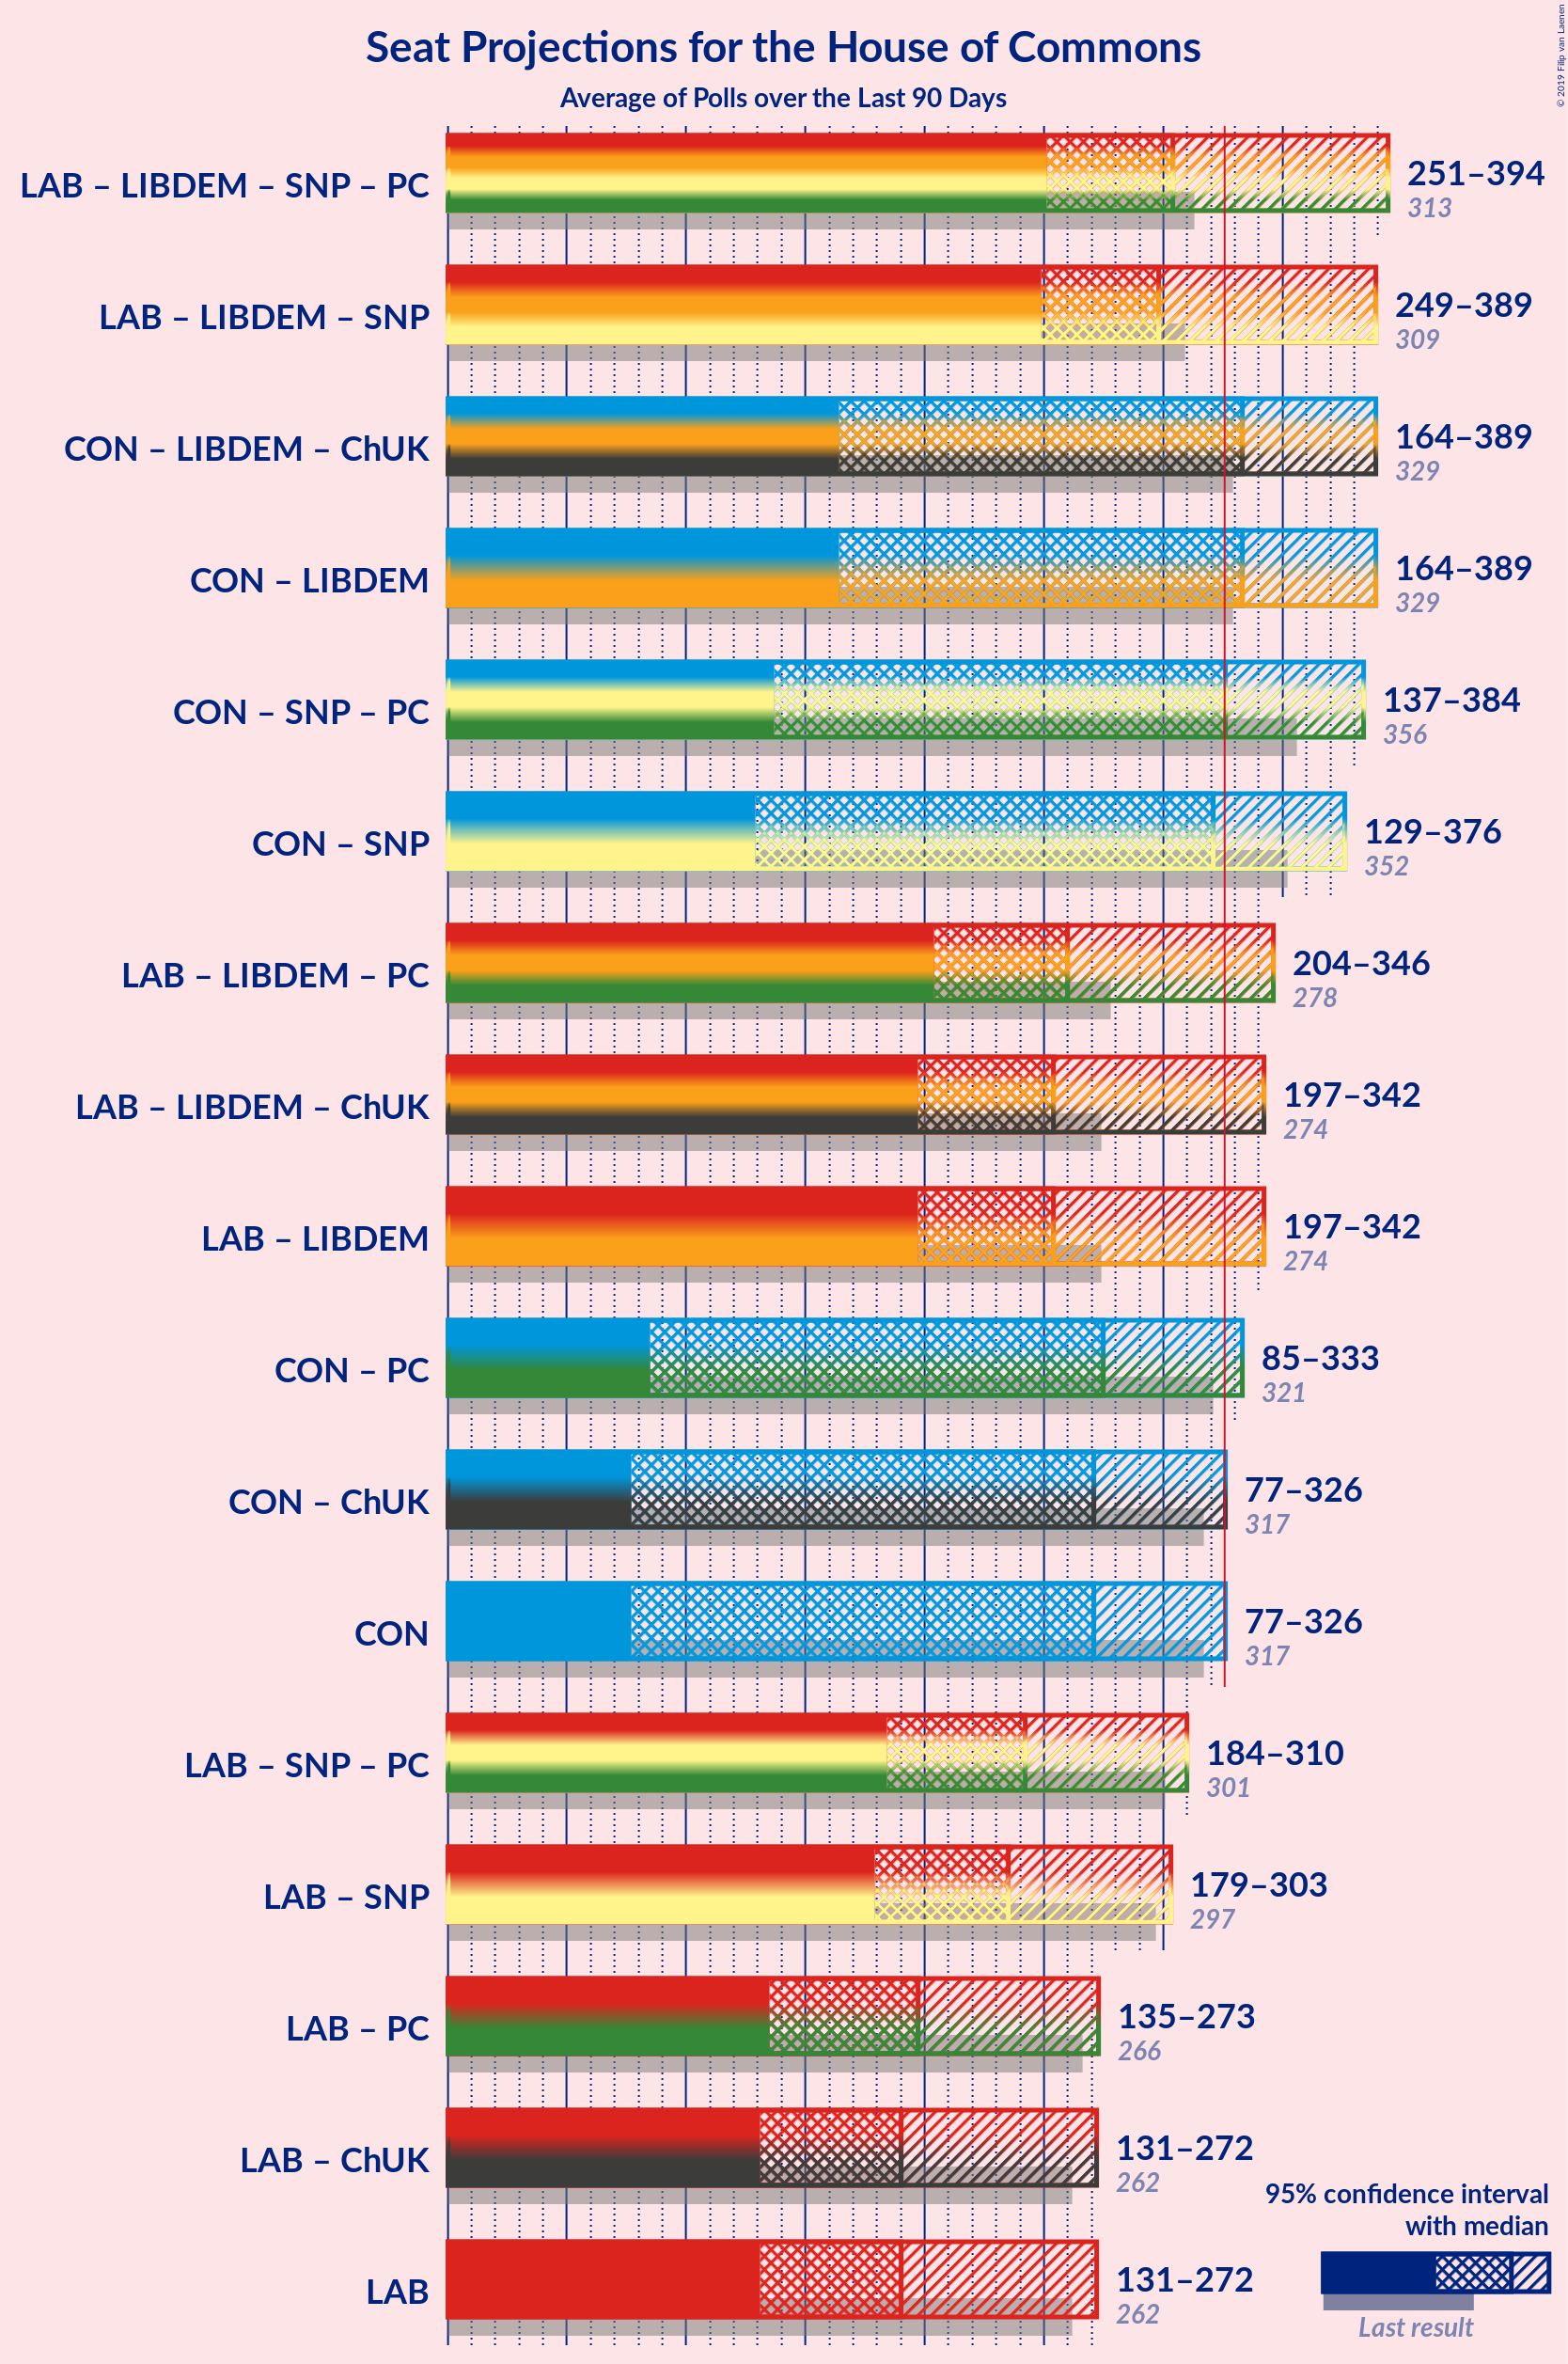 Seat Projections for the House of Commons
Average of Polls over the Last 90 Days
© 2019 Filip van Laenen
LAB – LIBDEM – SNP – PC
251–394
313
LAB – LIBDEM – SNP
249–389
309
CON – LIBDEM – ChUK
164–389
329
CON – LIBDEM
164–389
329
CON – SNP – PC
137–384
356
CON – SNP
129–376
352
LAB – LIBDEM – PC
204–346
278
LAB – LIBDEM – ChUK
197–342
274
LAB – LIBDEM
197–342
274
CON – PC
85–333
321
CON – ChUK
77–326
317
CON
77–326
317
LAB – SNP – PC
184–310
301
LAB – SNP
179–303
297
LAB – PC
135–273
266
LAB – ChUK
131–272
262
LAB
131–272
262
95% confidence interval
with median
Last result